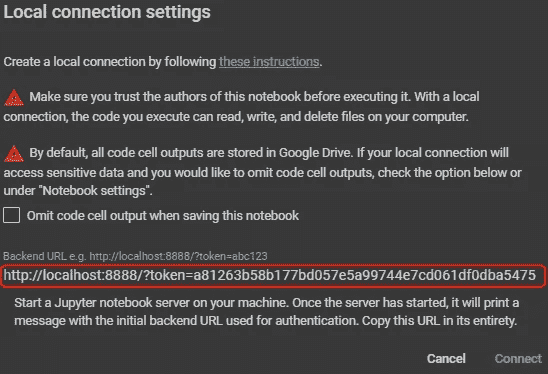 Local connection settings
Create a local connection by following these instructions.
Make sure you trust the authors of this notebook before executing it. With a local
connection, the code you execute can read, write, and delete files on your computer.
By default, all code cell outputs are stored in Google Drive. If your local connection will
access sensitive data and you would like to omit code cell outputs, check the option below or
under "Notebook settings".
Omit code cell output when saving this notebook
Backend URL e.g. http://localhost:8888/?token=abc123
http://localhost:8888/?token=a81263b58b177bd057e5a99744e7cd061df0dba5475
Start a Jupyter notebook server on your machine. Once the server has started, it will print a
message with the initial backend URL used for authentication. Copy this URL in its entirety.
Cancel Connect